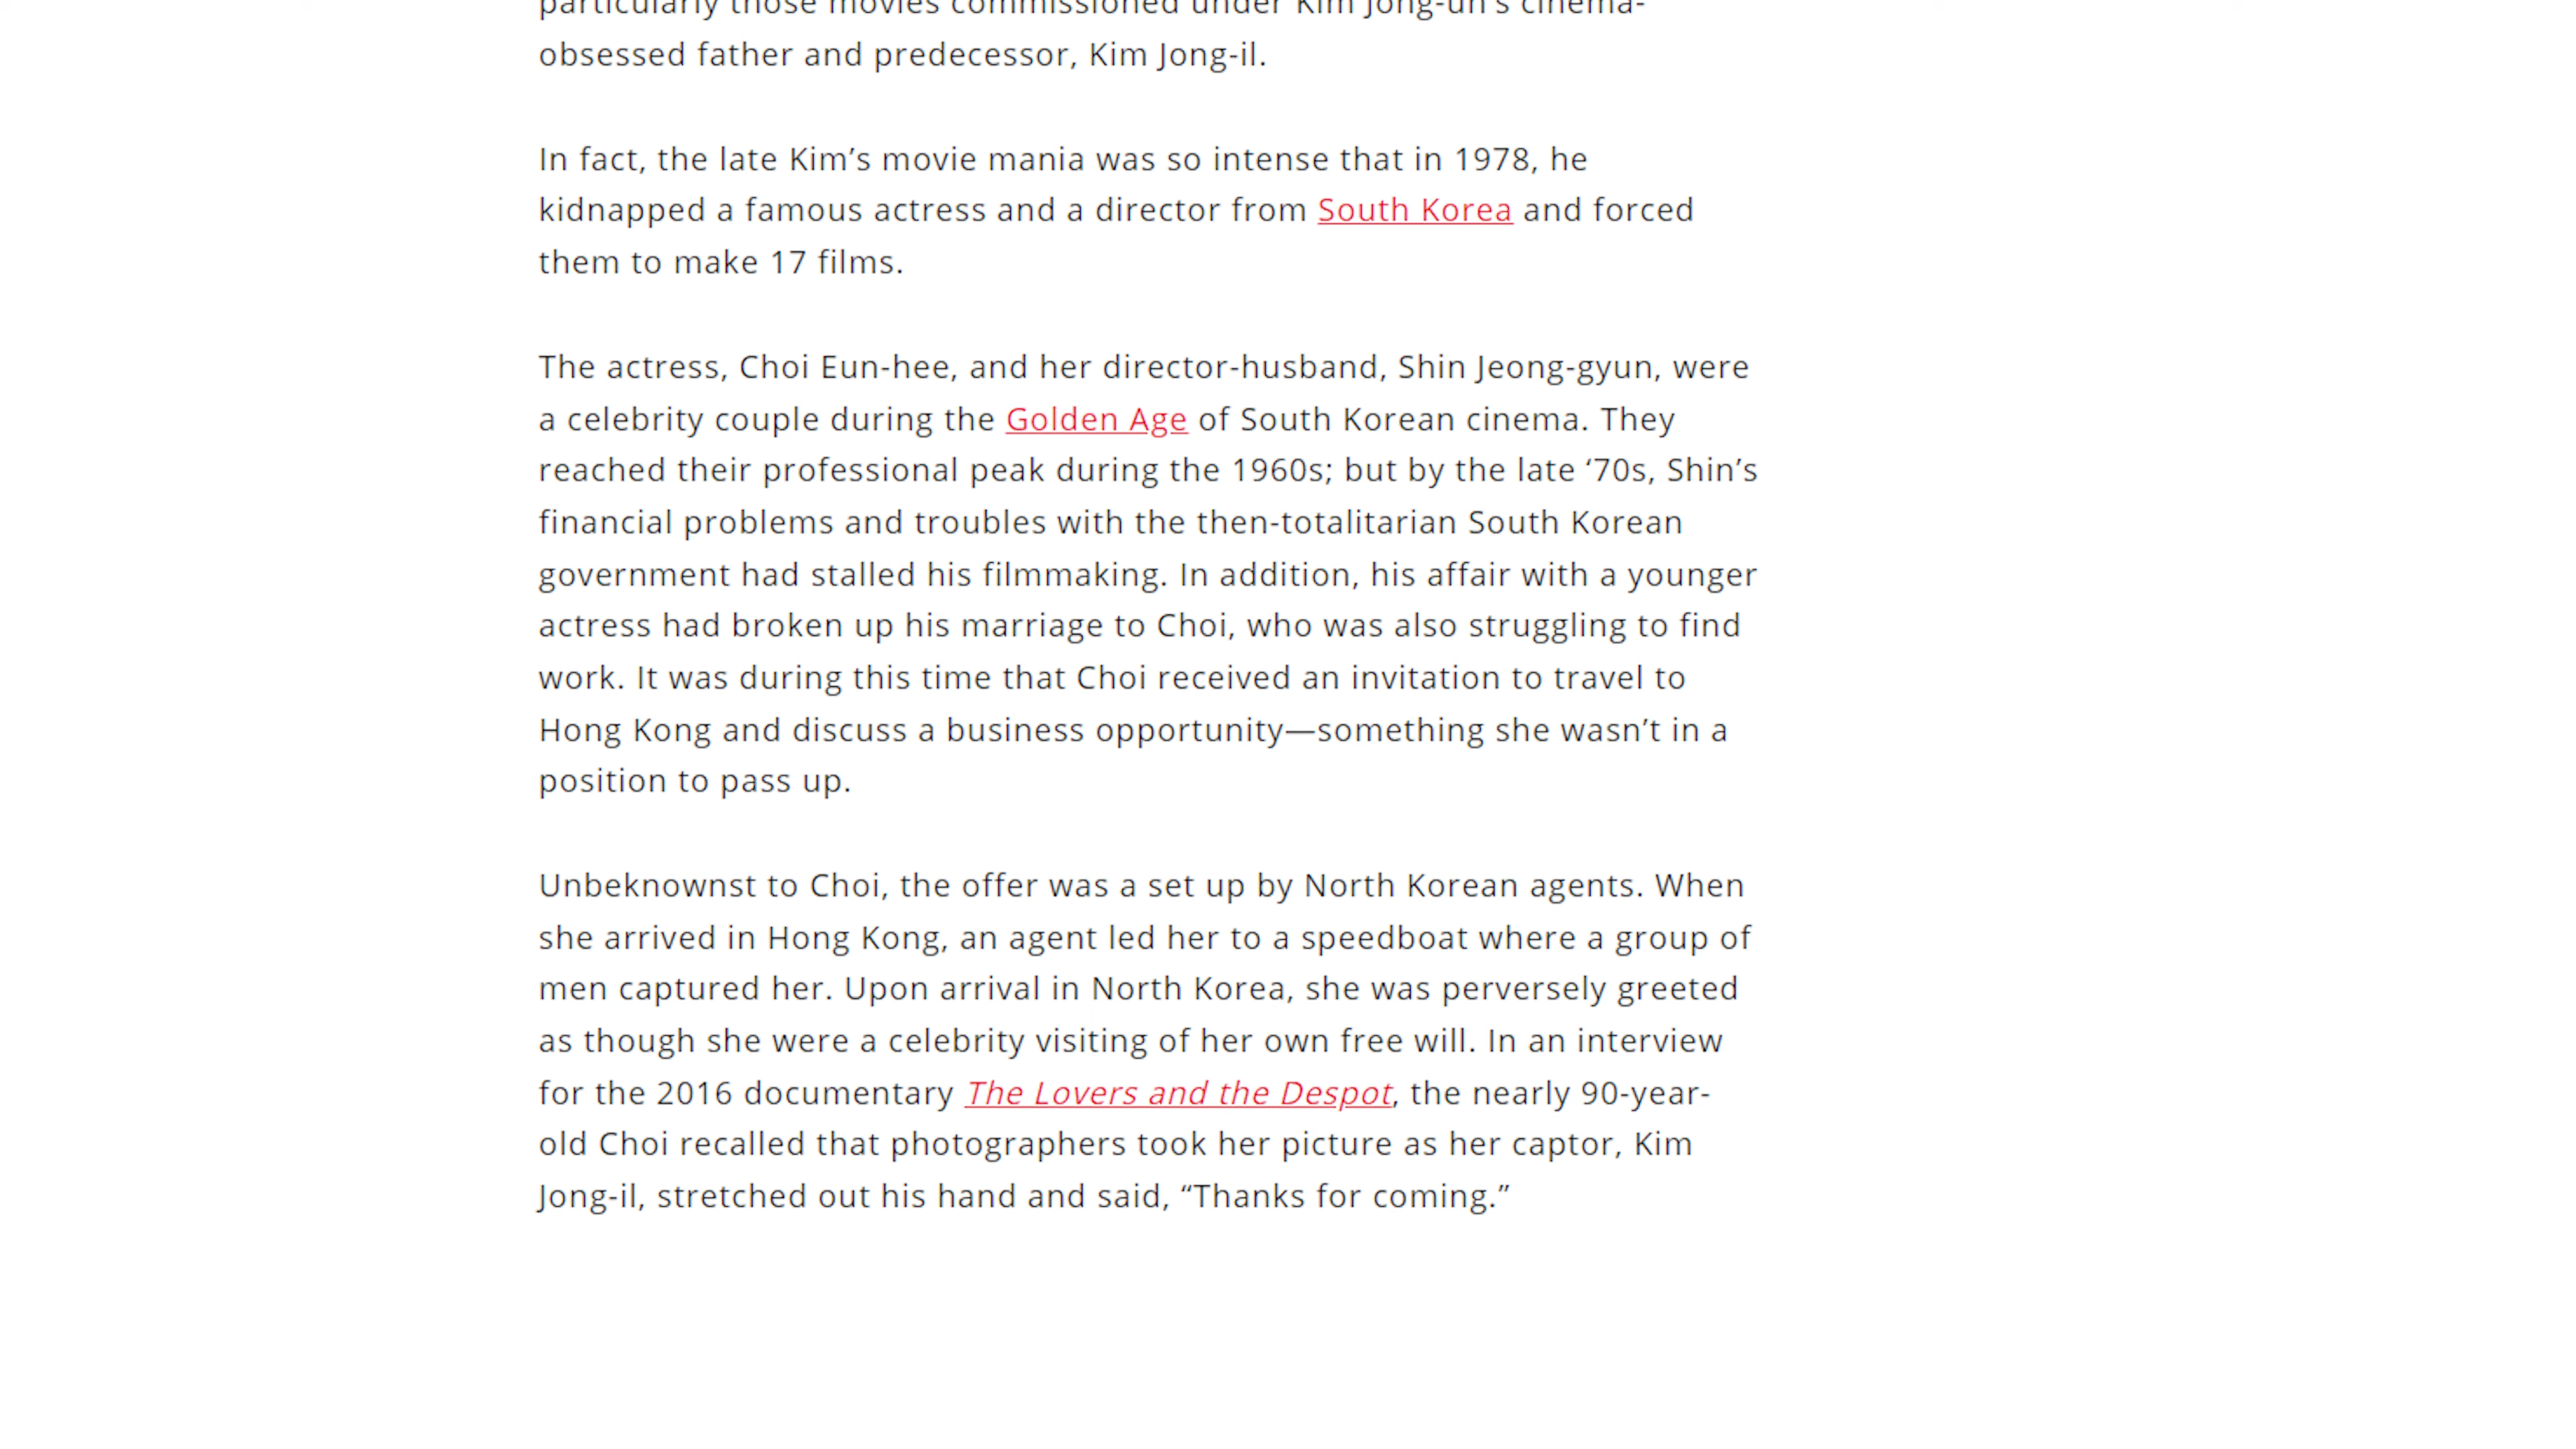 particularly those movies commissioned under Kim Jong-un's cinema-
obsessed father and predecessor, Kim Jong-il.
In fact, the late Kim’s movie mania was so intense that in 1978, he
kidnapped a famous actress and a director from South Korea and forced
them to make 17 films.
The actress, Choi Eun-hee, and her director-husband, Shin Jeong-gyun, were
a celebrity couple during the Golden Age of South Korean cinema. They
reached their professional peak during the 1960s; but by the late ‘70s, Shin’s
financial problems and troubles with the then-totalitarian South Korean
government had stalled his filmmaking. In addition, his affair with a younger
actress had broken up his marriage to Choi, who was also struggling to find
work. It was during this time that Choi received an invitation to travel to
Hong Kong and discuss a business opportunity—something she wasn’t in a
position to pass up.
Unbeknownst to Choi, the offer was a set up by North Korean agents. When
she arrived in Hong Kong, an agent led her to a speedboat where a group of
men captured her. Upon arrival in North Korea, she was perversely greeted
as though she were a celebrity visiting of her own free will. In an interview
for the 2016 documentary The Lovers and the Despot, the nearly 90-year-
old Choi recalled that photographers took her picture as her captor, Kim
Jong-il, stretched out his hand and said, “Thanks for coming.”